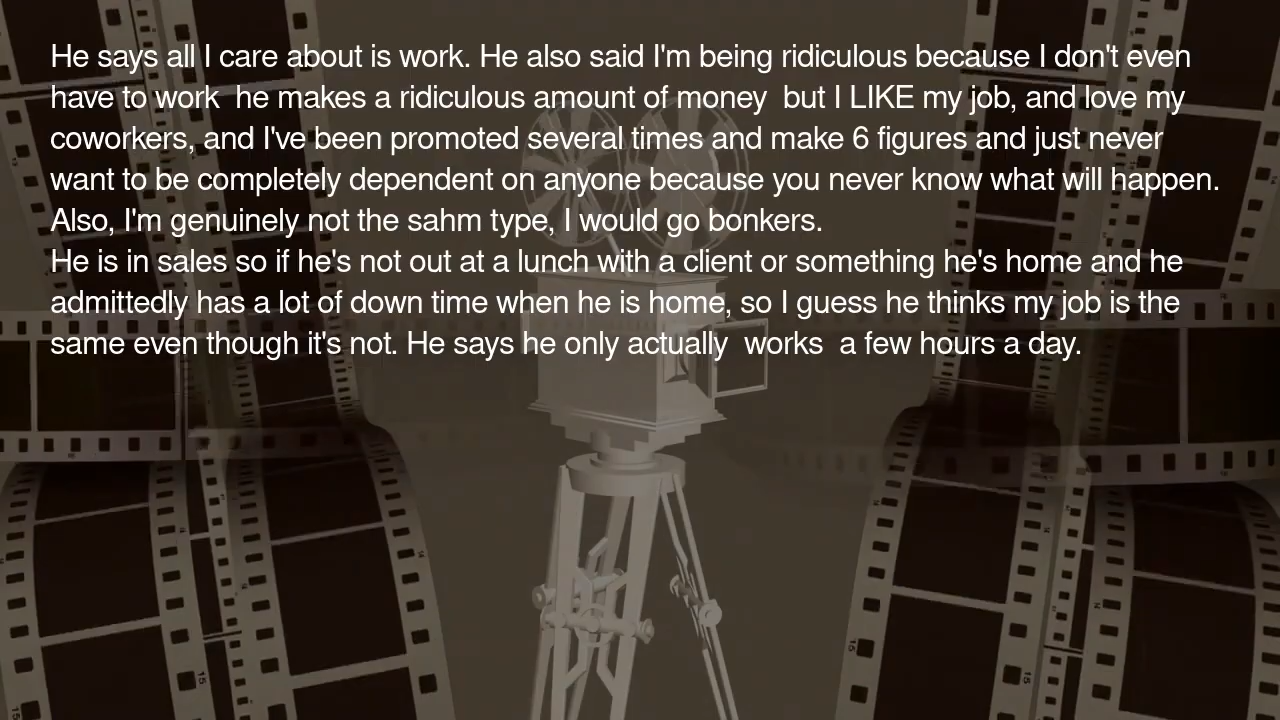 He says all I care about is work. He also said I'm being ridiculous because I don't even
have to work  he makes a ridiculous amount of money  but I LIKE my job, and love my
coworkers, and I've been promoted several times and make 6 figures and just never
want to be completely dependent on anyone because you never know what will happen.
Also, I'm genuinely not the sahm type, I would go bonkers.
He is in sales so if he's not out at a lunch with a client or something he's home and he
admittedly has a lot of down time when he is home, so I guess he thinks my job is the
same even though it's not. He says he only actually  works  a few hours a day.